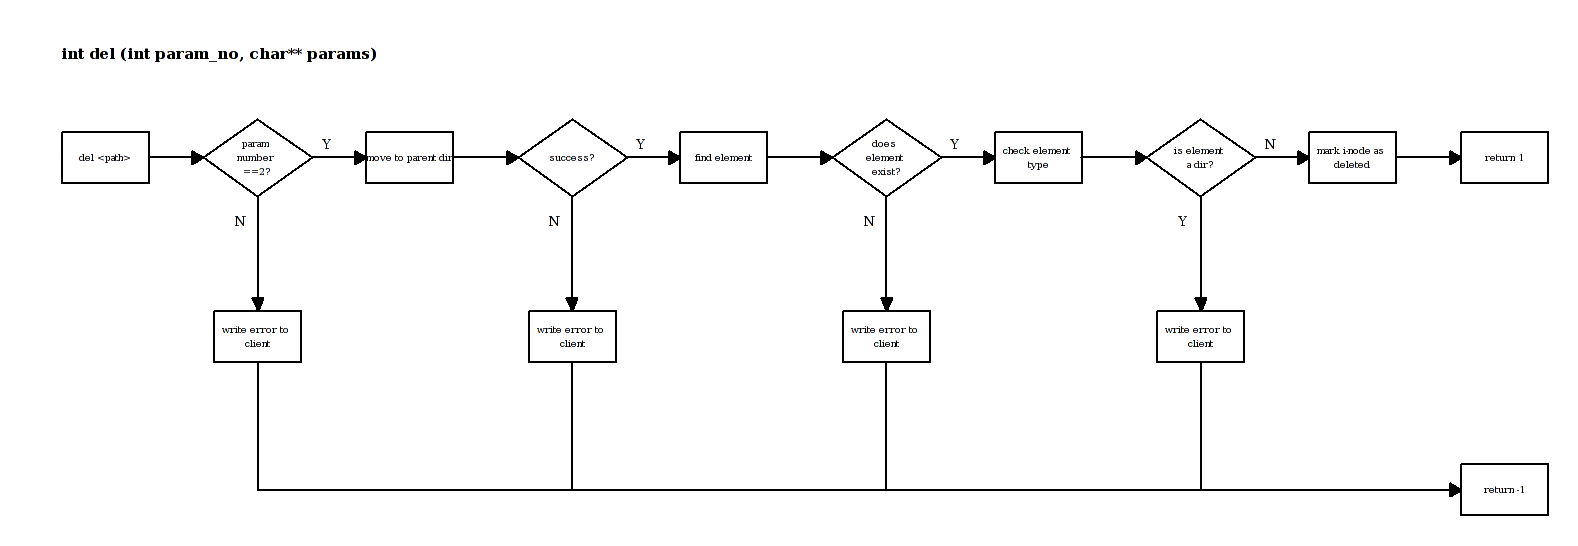 int del (int param_no, char** params)
del <path>
param
number
==2?
Y
move to parent dir
success?
Y
find element
does
element
exist?
Y
check element
type
is element
a dir?
N
mark i-node as
deleted
return 1
N
N
N
Y
write error to
client
write error to
client
write error to
client
write error to
client
return -1